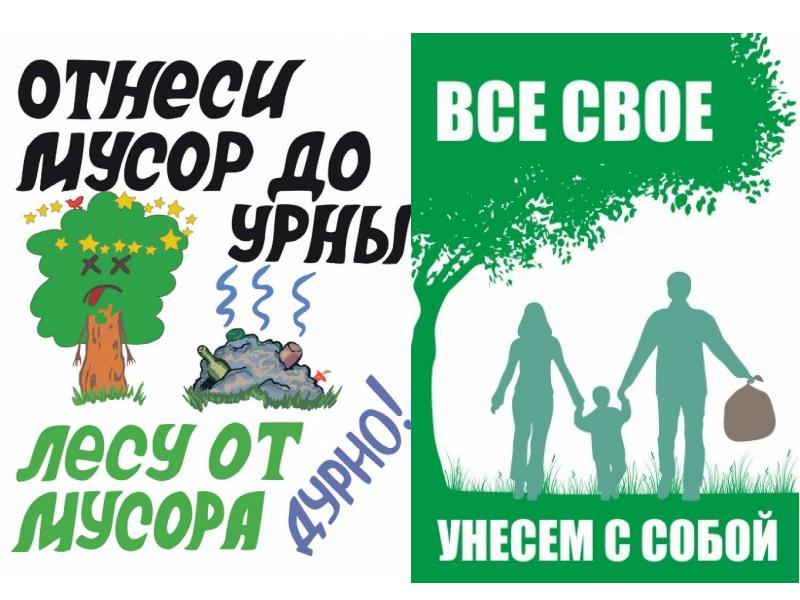 ОТНЕСИ
МУСОР ДО
УРНЫ
ЛЕСУ ОТ
МУСОРА
ДУРНО!
ВСЕ СВОЕ
УНЕСЕМ С СОБОЙ